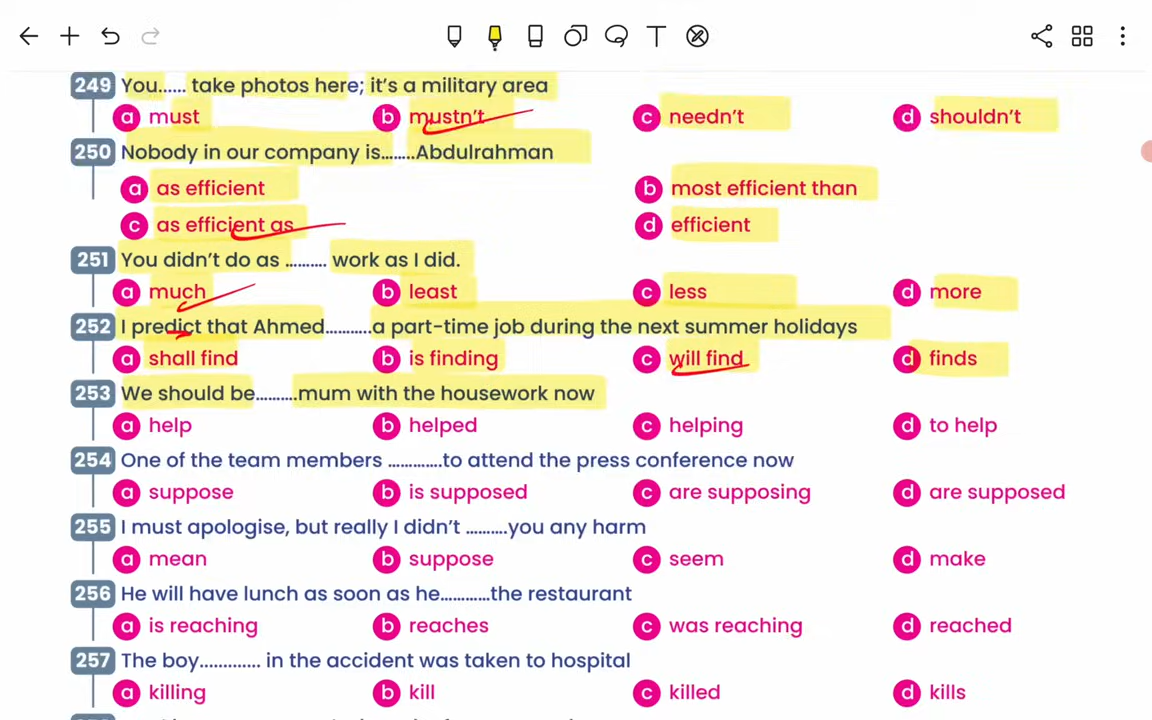 249 You...... take photos here; it's a military area
a must b mustn't c needn't d shouldn't
250 Nobody in our company is........Abdulrahman
a as efficient b most efficient than
c as efficient as d efficient
251 You didn't do as .......... work as I did.
a much b least c less d more
252 I predict that Ahmed...........a part-time job during the next summer holidays
a shall find b is finding c will find d finds
253 We should be..........mum with the housework now
a help b helped c helping d to help
254 One of the team members .............to attend the press conference now
a suppose b is supposed c are supposing d are supposed
255 I must apologise, but really I didn't ..........you any harm
a mean b suppose c seem d make
256 He will have lunch as soon as he............the restaurant
a is reaching b reaches c was reaching d reached
257 The boy............. in the accident was taken to hospital
a killing b kill c killed d kills